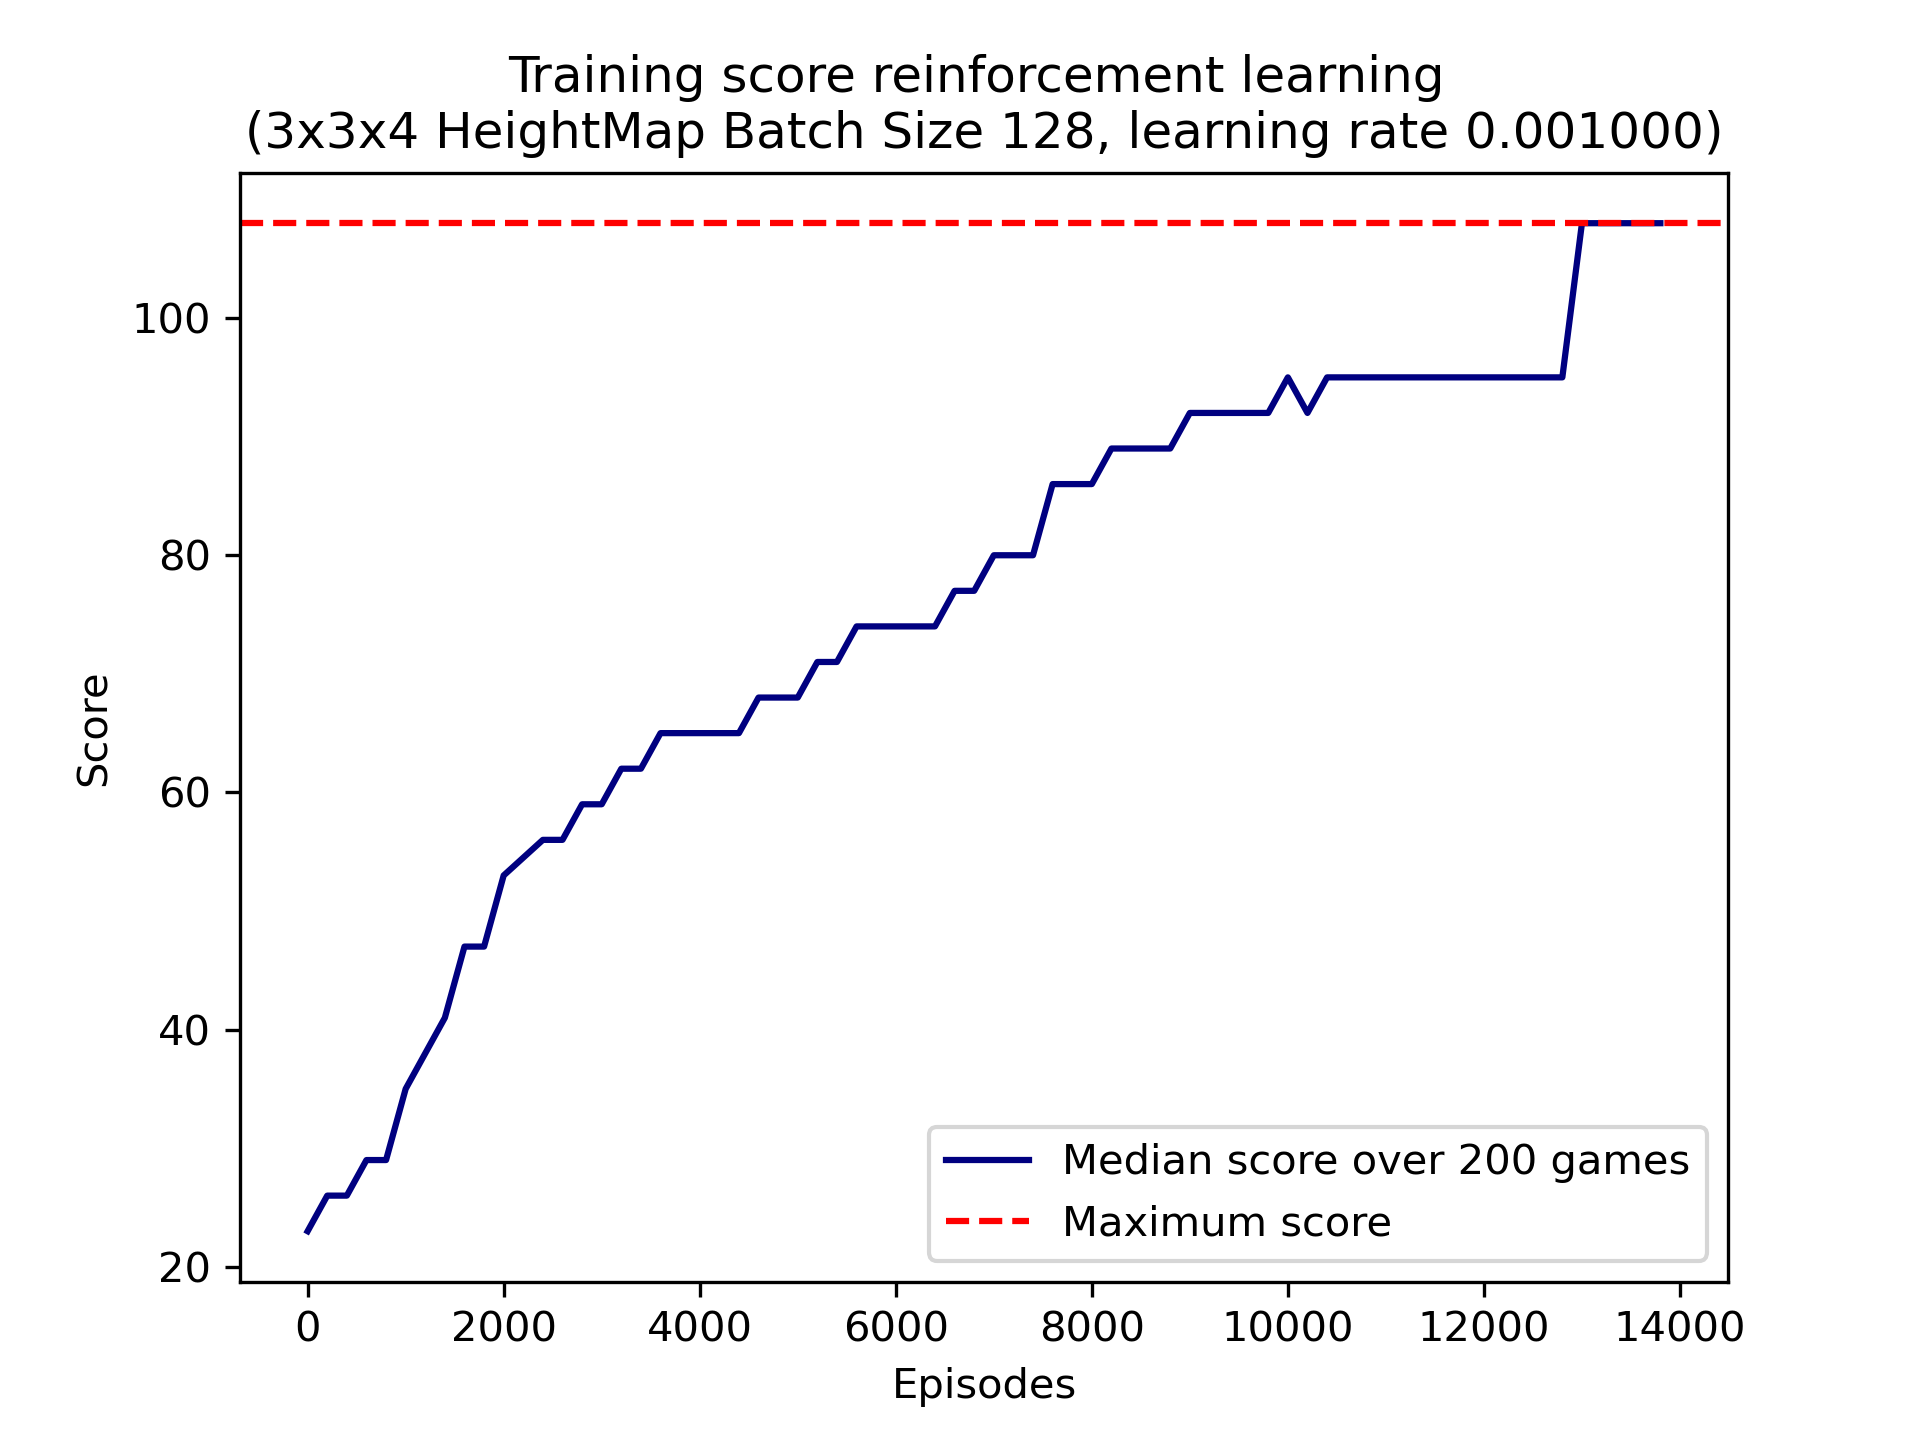 Training score reinforcement learning
(3x3x4 HeightMap Batch Size 128, learning rate 0.001000)
100
80
60
40
20
Score
Median score over 200 games
Maximum score
0 2000 4000 6000 8000 10000 12000 14000
Episodes